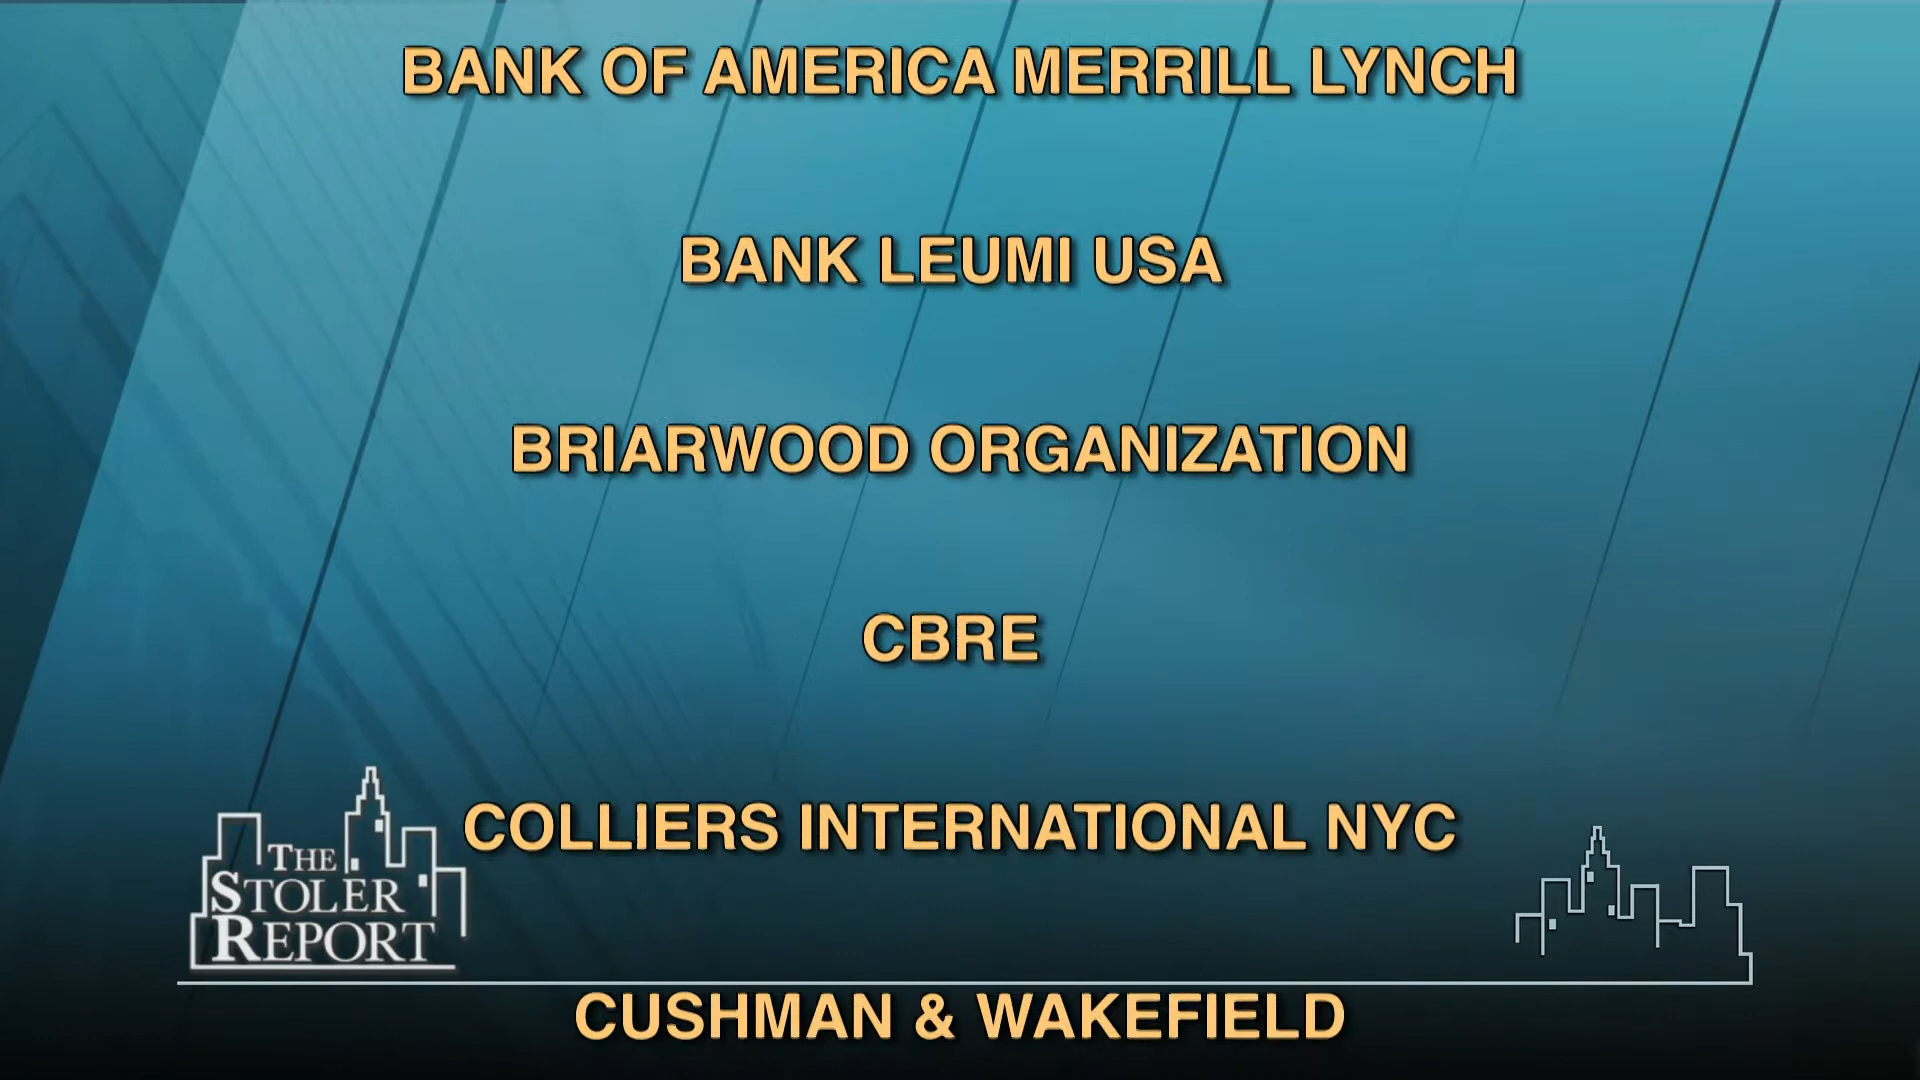 BANK OF AMERICA MERRILL LYNCH
BANK LEUMI USA
BRIARWOOD ORGANIZATION
CBRE
COLLIERS INTERNATIONAL NYC
THE
STOLER
REPORT
CUSHMAN & WAKEFIELD